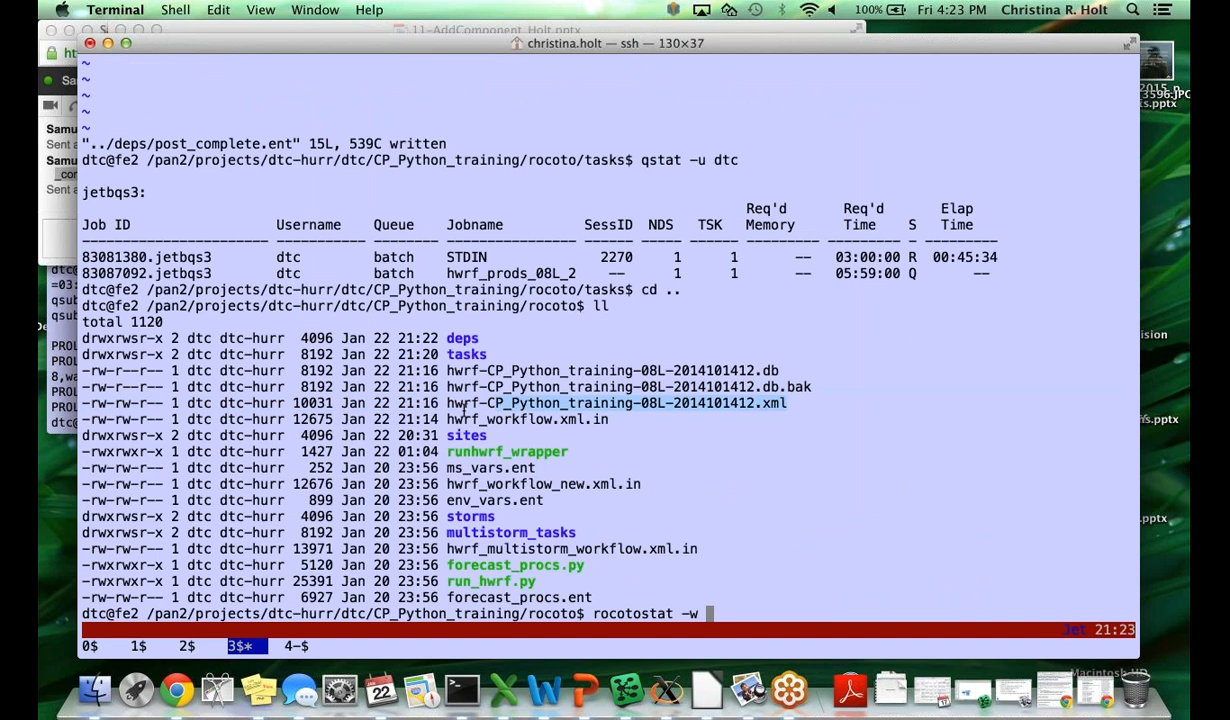 Terminal Shell Edit View Window Help 100% Fri 4:23 PM Christina R. Holt
11-AddComponent_Holt.pptx
christina.holt — ssh — 130×37
~
~
~
~
~
"../deps/post_complete.ent" 15L, 539C written
dtc@fe2 /pan2/projects/dtc-hurr/dtc/CP_Python_training/rocoto/tasks$ qstat -u dtc
jetbqs3:
Req'd Req'd Elap
Job ID Username Queue Jobname SessID NDS TSK Memory Time S Time
83081380.jetbqs3 dtc batch STDIN 2270 1 1 -- 03:00:00 R 00:45:34
83087092.jetbqs3 dtc batch hwrf_prods_08L_2 -- 1 1 -- 05:59:00 Q --
dtc@fe2 /pan2/projects/dtc-hurr/dtc/CP_Python_training/rocoto/tasks$ cd ..
dtc@fe2 /pan2/projects/dtc-hurr/dtc/CP_Python_training/rocoto$ ll
total 1120
drwxrwsr-x 2 dtc dtc-hurr 4096 Jan 22 21:22 deps
drwxrwsr-x 2 dtc dtc-hurr 8192 Jan 22 21:20 tasks
-rw-rw-r-- 1 dtc dtc-hurr 8192 Jan 22 21:16 hwrf-CP_Python_training-08L-2014101412.db
-rw-rw-r-- 1 dtc dtc-hurr 8192 Jan 22 21:16 hwrf-CP_Python_training-08L-2014101412.db.bak
-rw-rw-r-- 1 dtc dtc-hurr 10031 Jan 22 21:16 hwrf-CP_Python_training-08L-2014101412.xml
-rw-rw-r-- 1 dtc dtc-hurr 12675 Jan 22 21:14 hwrf_workflow.xml.in
drwxrwsr-x 2 dtc dtc-hurr 4096 Jan 22 20:31 sites
-rwxrwxr-x 1 dtc dtc-hurr 1427 Jan 22 01:04 runhwrf_wrapper
-rw-rw-r-- 1 dtc dtc-hurr 252 Jan 20 23:56 ms_vars.ent
-rw-rw-r-- 1 dtc dtc-hurr 12676 Jan 20 23:56 hwrf_workflow_new.xml.in
-rw-rw-r-- 1 dtc dtc-hurr 899 Jan 20 23:56 env_vars.ent
drwxrwsr-x 2 dtc dtc-hurr 4096 Jan 20 23:56 storms
drwxrwsr-x 2 dtc dtc-hurr 8192 Jan 20 23:56 multistorm_tasks
-rw-rw-r-- 1 dtc dtc-hurr 13971 Jan 20 23:56 hwrf_multistorm_workflow.xml.in
-rwxrwxr-x 1 dtc dtc-hurr 5120 Jan 20 23:56 forecast_procs.py
-rwxrwxr-x 1 dtc dtc-hurr 25391 Jan 20 23:56 run_hwrf.py
-rw-rw-r-- 1 dtc dtc-hurr 6927 Jan 20 23:56 forecast_procs.ent
dtc@fe2 /pan2/projects/dtc-hurr/dtc/CP_Python_training/rocoto$ rocotostat -w
Jet 21:23
0$ 1$ 2$ 3$* 4-$
Macintosh HD
22